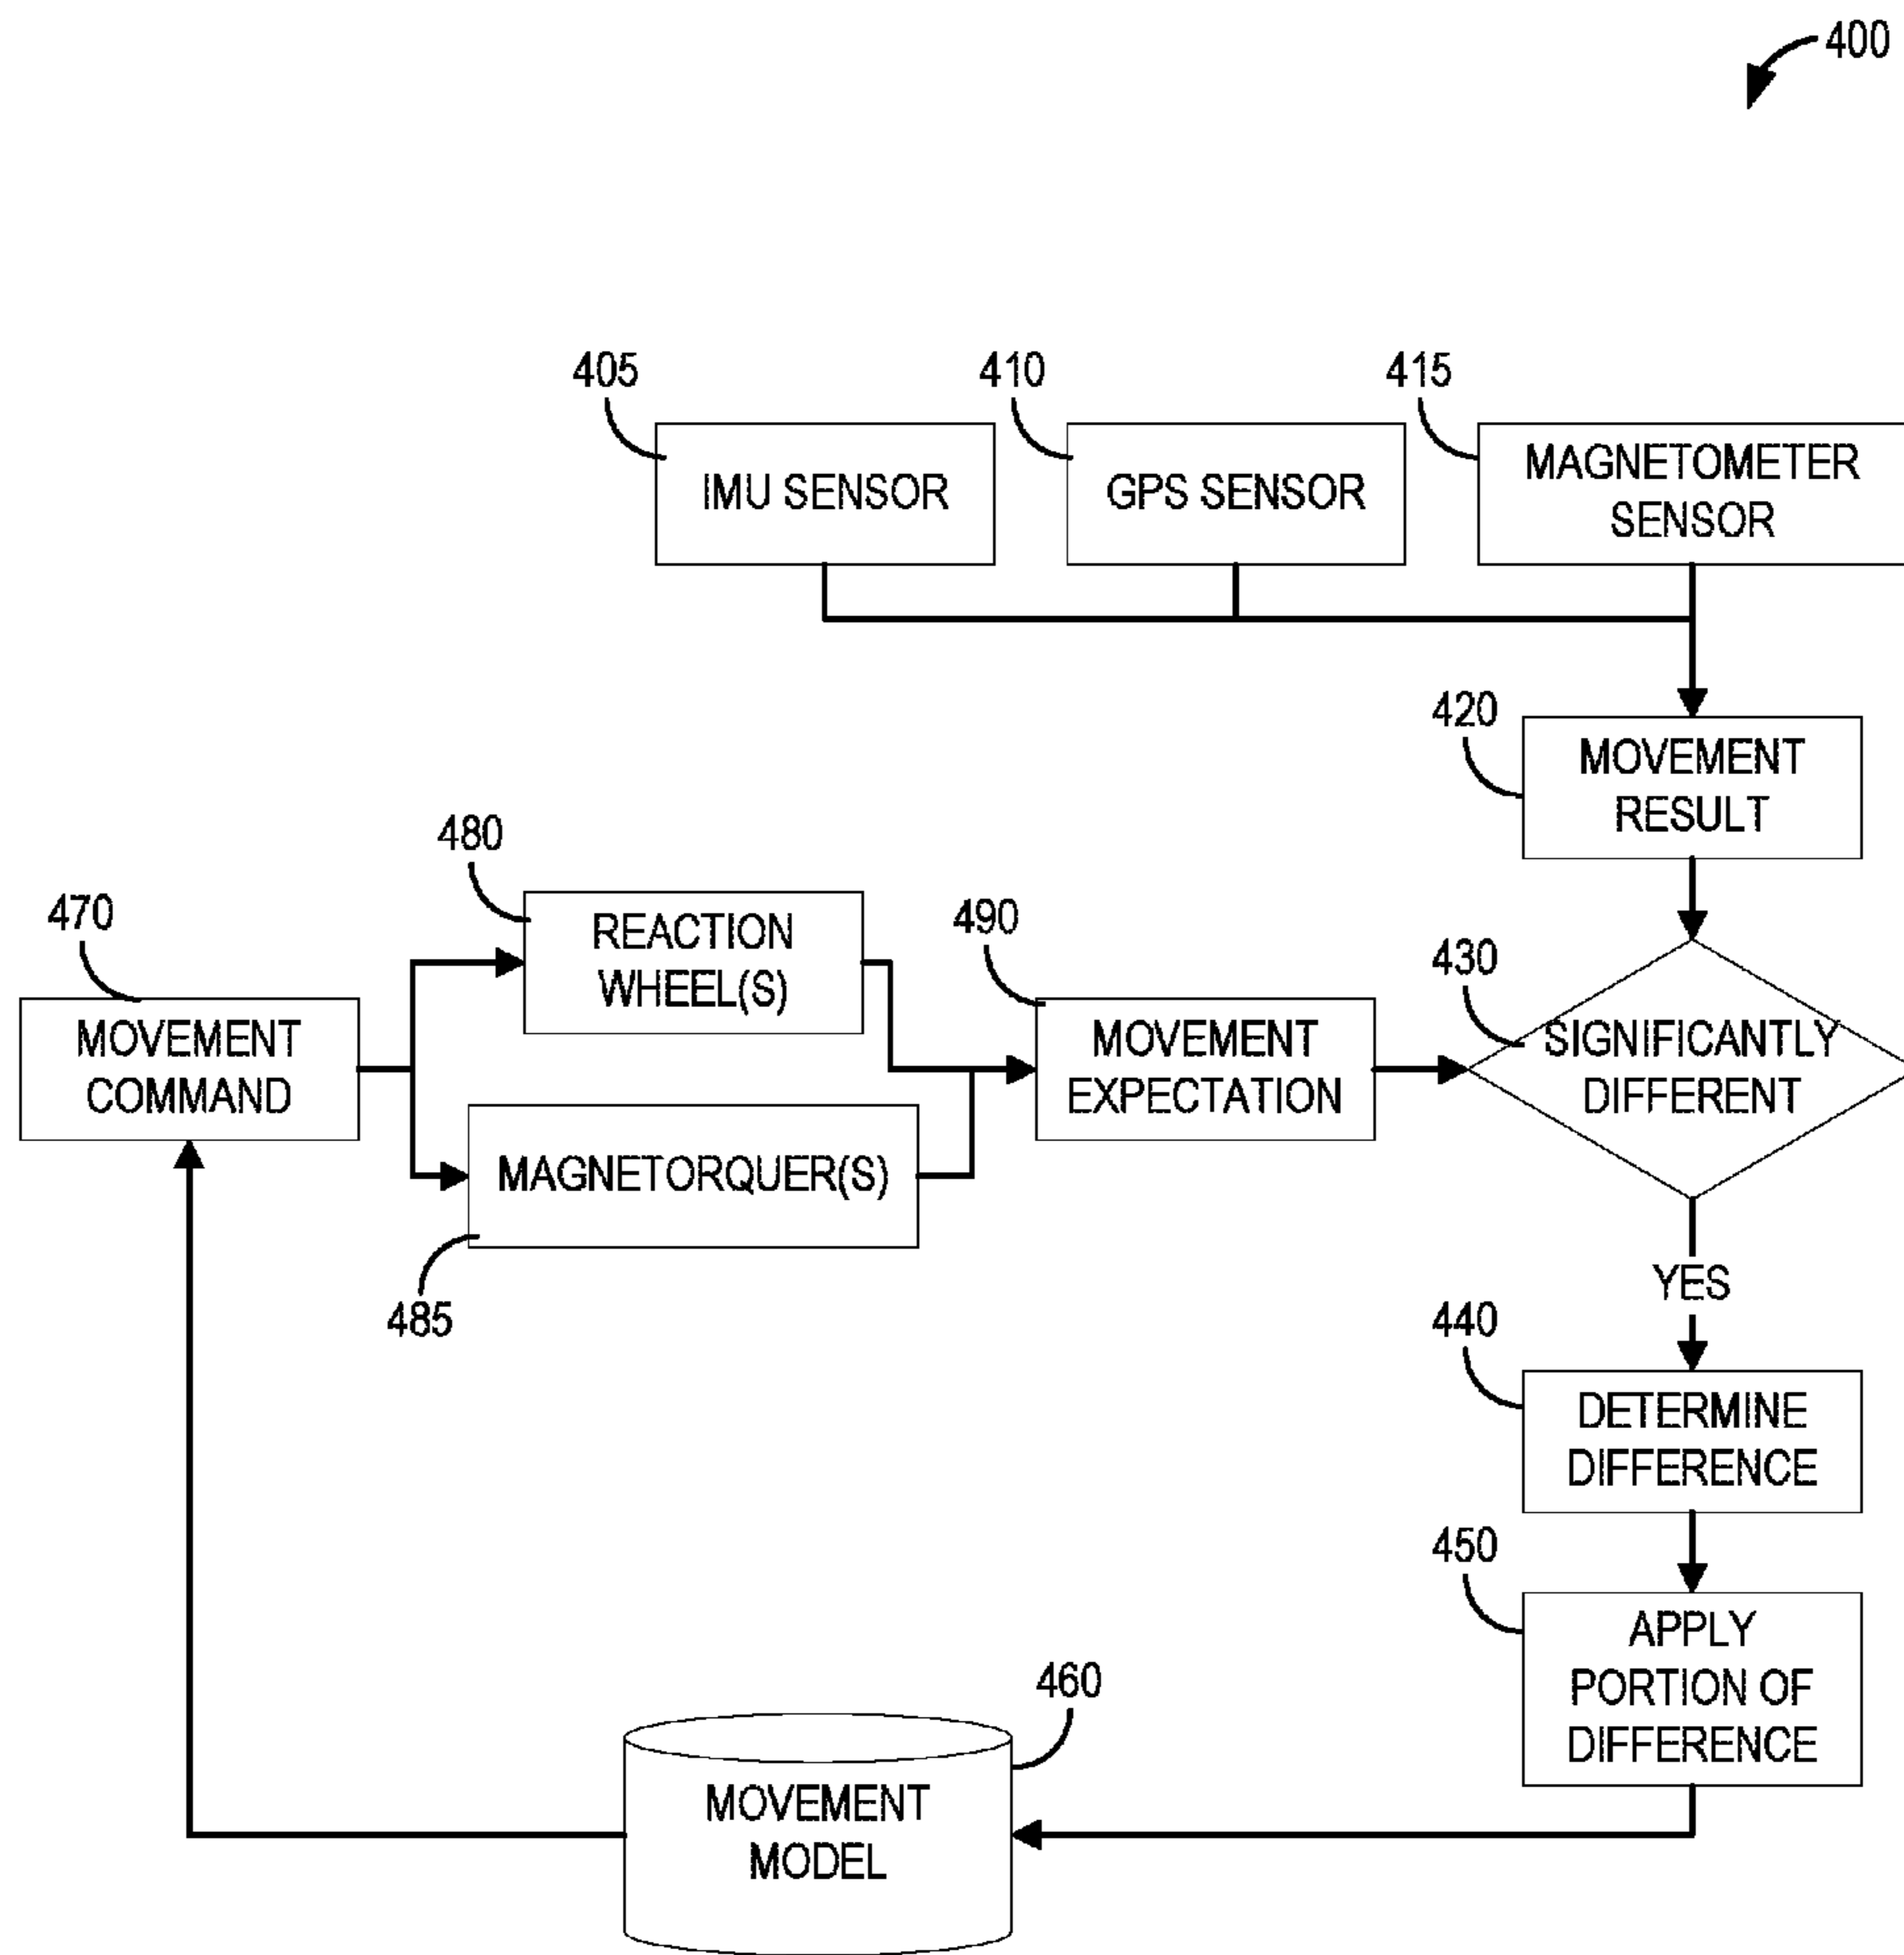 400
405
410
415
IMU SENSOR
GPS SENSOR
MAGNETOMETER
SENSOR
420
MOVEMENT
RESULT
480
REACTION
WHEEL(S)
470
MOVEMENT
COMMAND
490
MOVEMENT
EXPECTATION
430
SIGNIFICANTLY
DIFFERENT
MAGNETORQUER(S)
485
YES
440
DETERMINE
DIFFERENCE
450
APPLY
PORTION OF
DIFFERENCE
460
MOVEMENT
MODEL